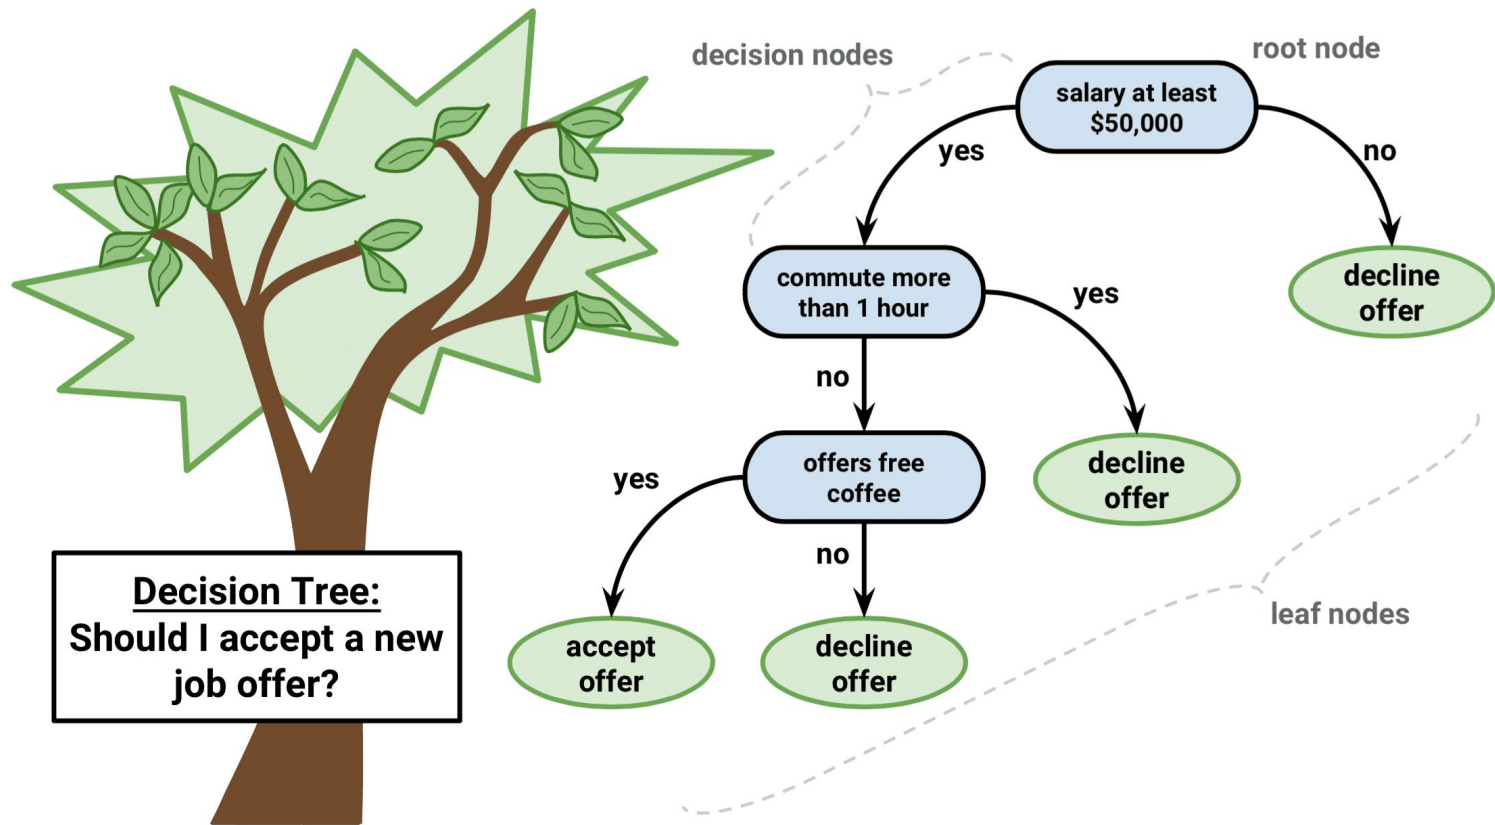 decision nodes
root node
salary at least
$50,000
yes
no
commute more
than 1 hour
decline
offer
yes
no
offers free
coffee
decline
offer
yes
no
accept
offer
decline
offer
leaf nodes
Decision Tree:
Should I accept a new
job offer?